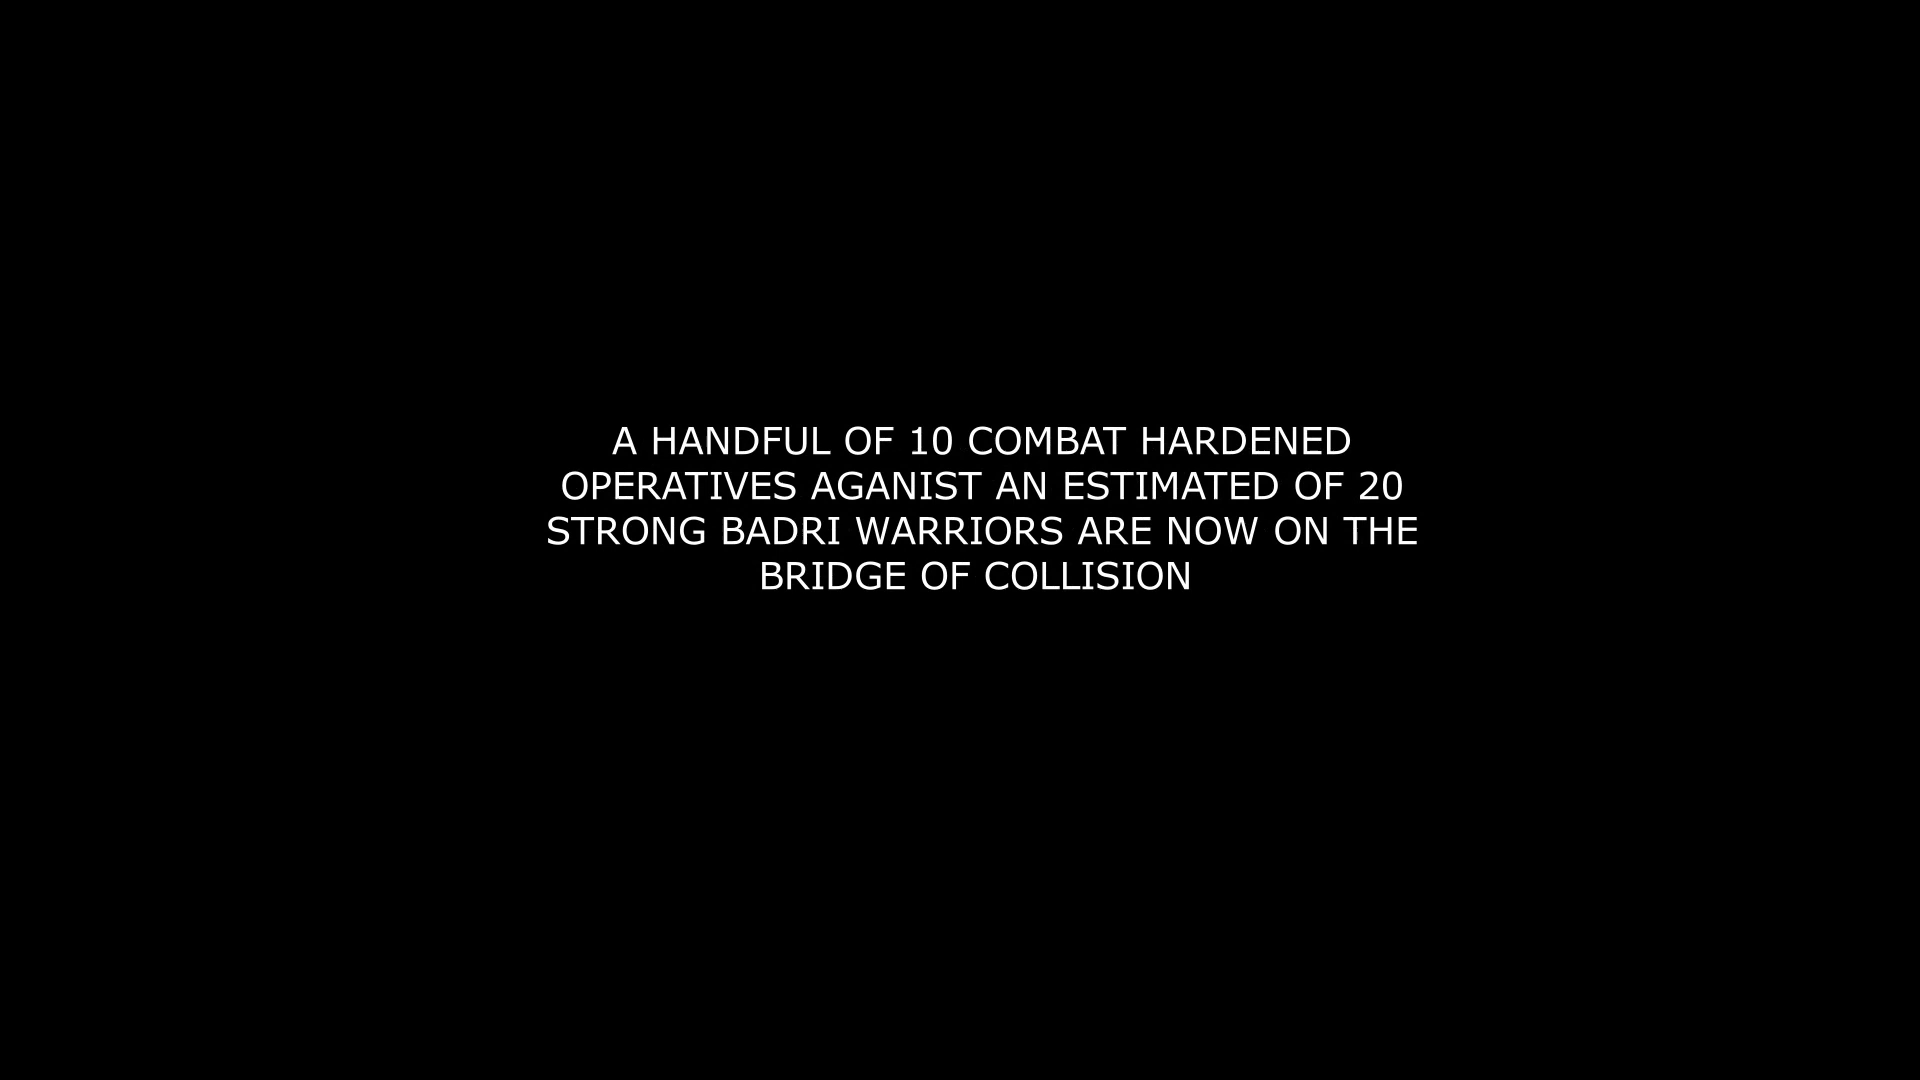 A HANDFUL OF 10 COMBAT HARDENED
OPERATIVES AGANIST AN ESTIMATED OF 20
STRONG BADRI WARRIORS ARE NOW ON THE
BRIDGE OF COLLISION